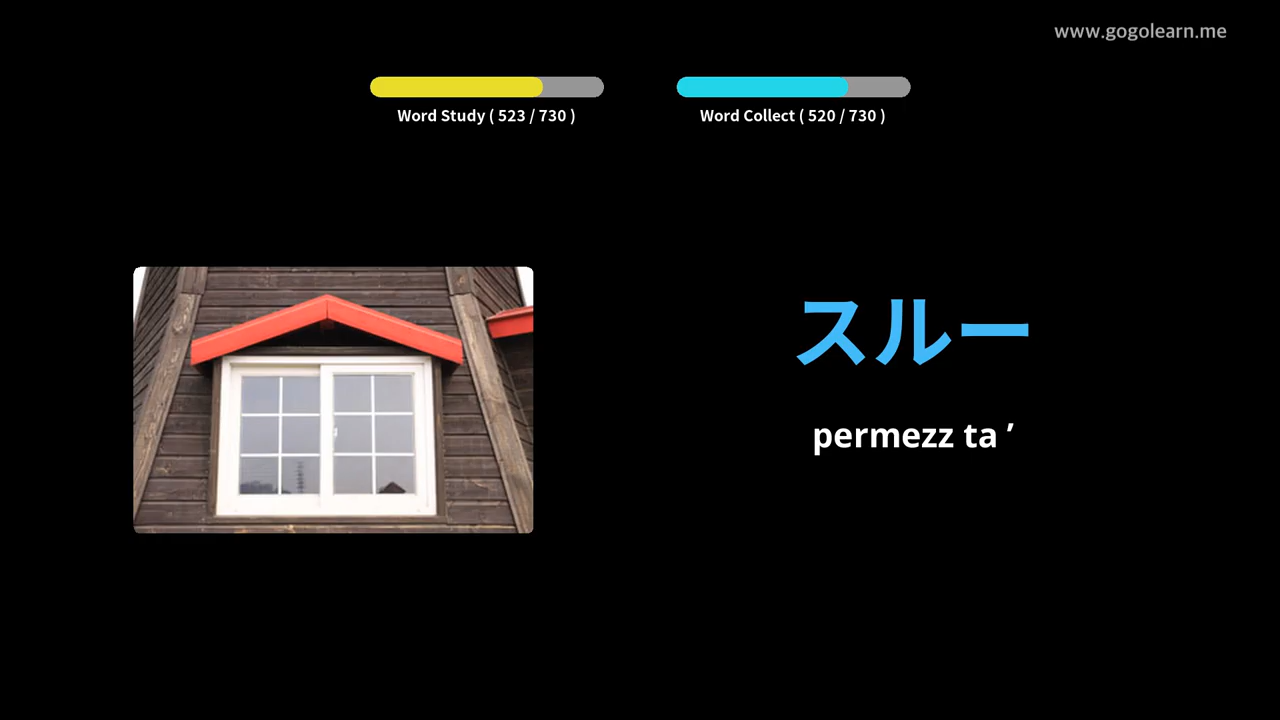 www.gogolearn.me
Word Study ( 523 / 730 )
Word Collect ( 520 / 730 )
スルー
permezz ta ’